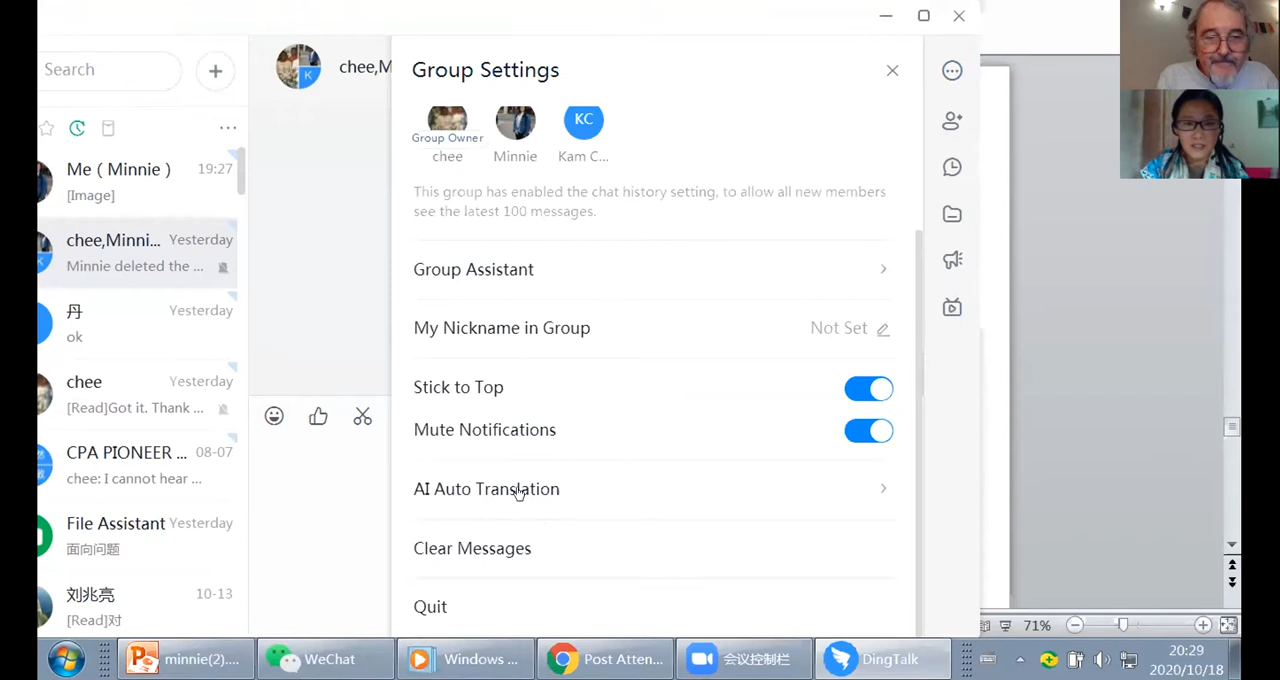 Search
Me ( Minnie )
19:27
[Image]
chee,Minni...
Yesterday
Minnie deleted the ...
丹
Yesterday
ok
chee
Yesterday
[Read]Got it. Thank ...
CPA PIONEER ...
08-07
chee: I cannot hear ...
File Assistant
Yesterday
面向问题
刘兆亮
10-13
[Read]对
K
chee,M
Group Settings
KC
Group Owner
chee
Minnie
Kam C...
This group has enabled the chat history setting, to allow all new members
see the latest 100 messages.
Group Assistant
My Nickname in Group
Not Set
Stick to Top
Mute Notifications
AI Auto Translation
Clear Messages
Quit
71%
minnie(2)....
WeChat
Windows ...
Post Atten...
会议控制栏
DingTalk
20:29
2020/10/18